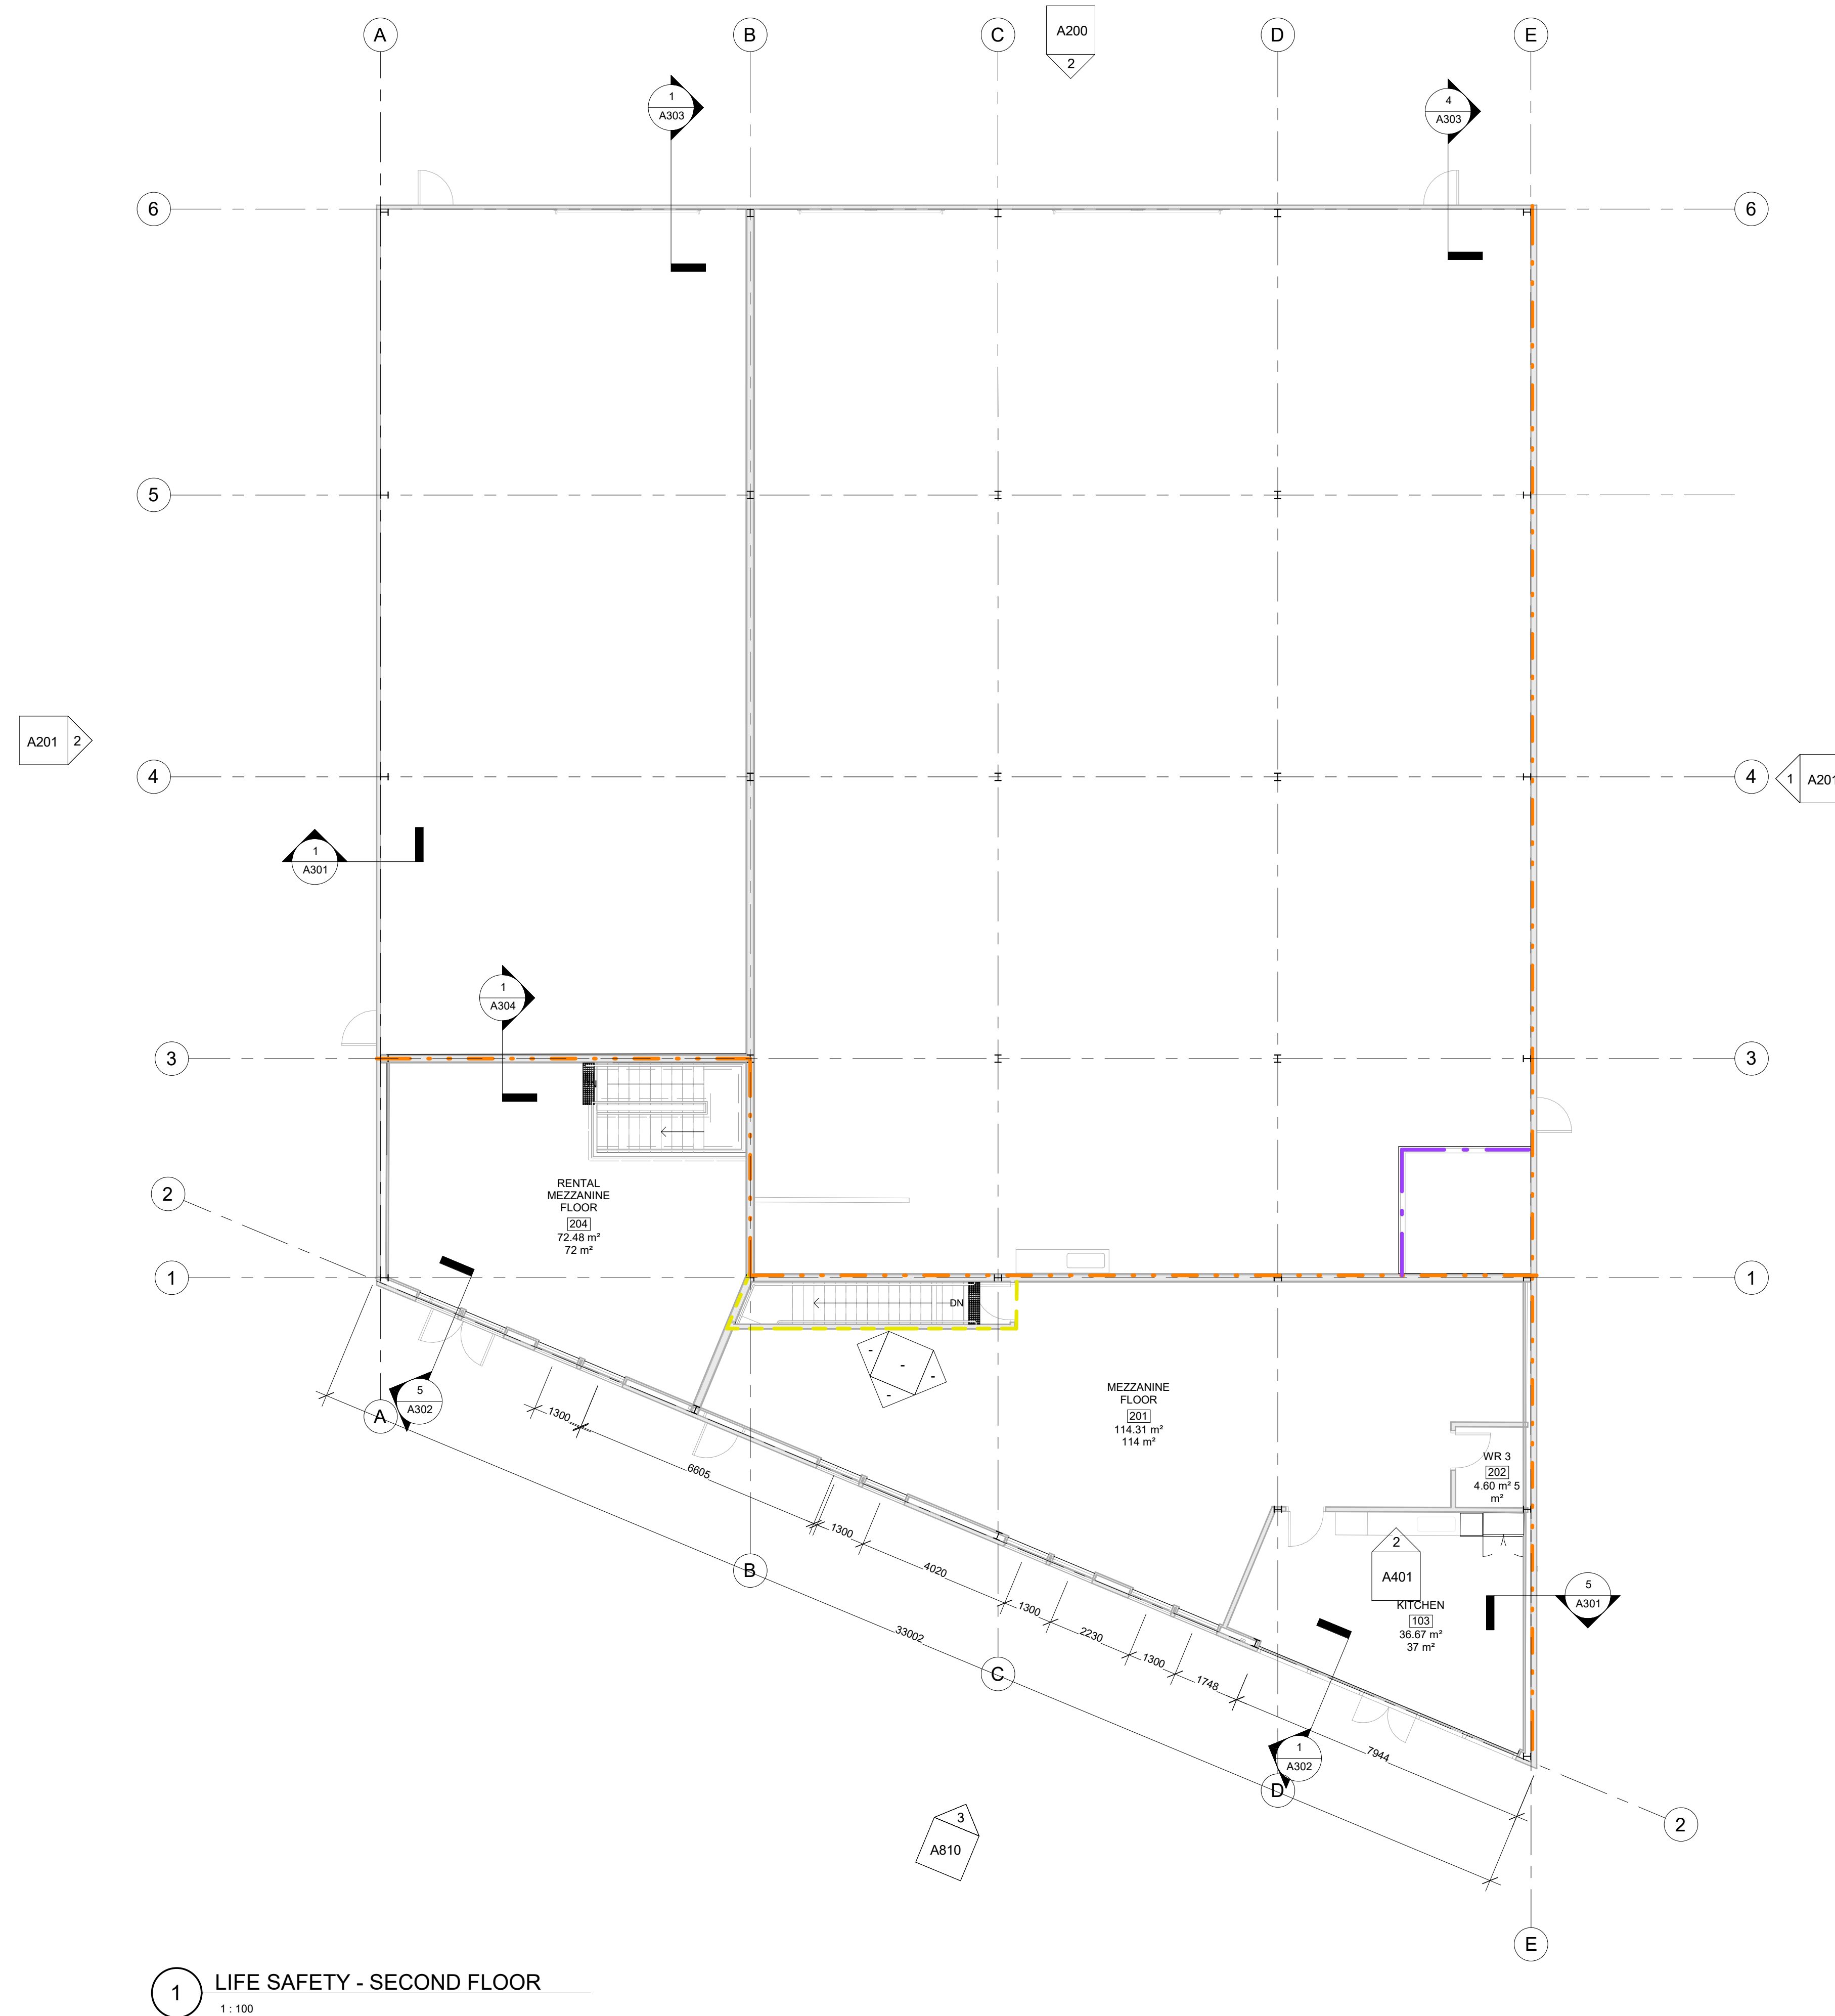 A
B
C
D
E
A200
2
1
A303
4
A303
6
6
5
A201
2
4
4
1
A201
1
A301
1
A304
3
3
2
RENTAL
MEZZANINE
FLOOR
204
72.48 m²
72 m²
1
1
DN
-
-
-
-
MEZZANINE
FLOOR
201
114.31 m²
114 m²
5
A302
A
1300
6605
WR 3
202
4.60 m² 5
m²
1300
4020
B
2
A401
KITCHEN
103
36.67 m²
37 m²
5
A301
1300
2230
33002
1300
1748
C
7944
1
A302
D
3
A810
2
E
1
LIFE SAFETY - SECOND FLOOR
1 : 100